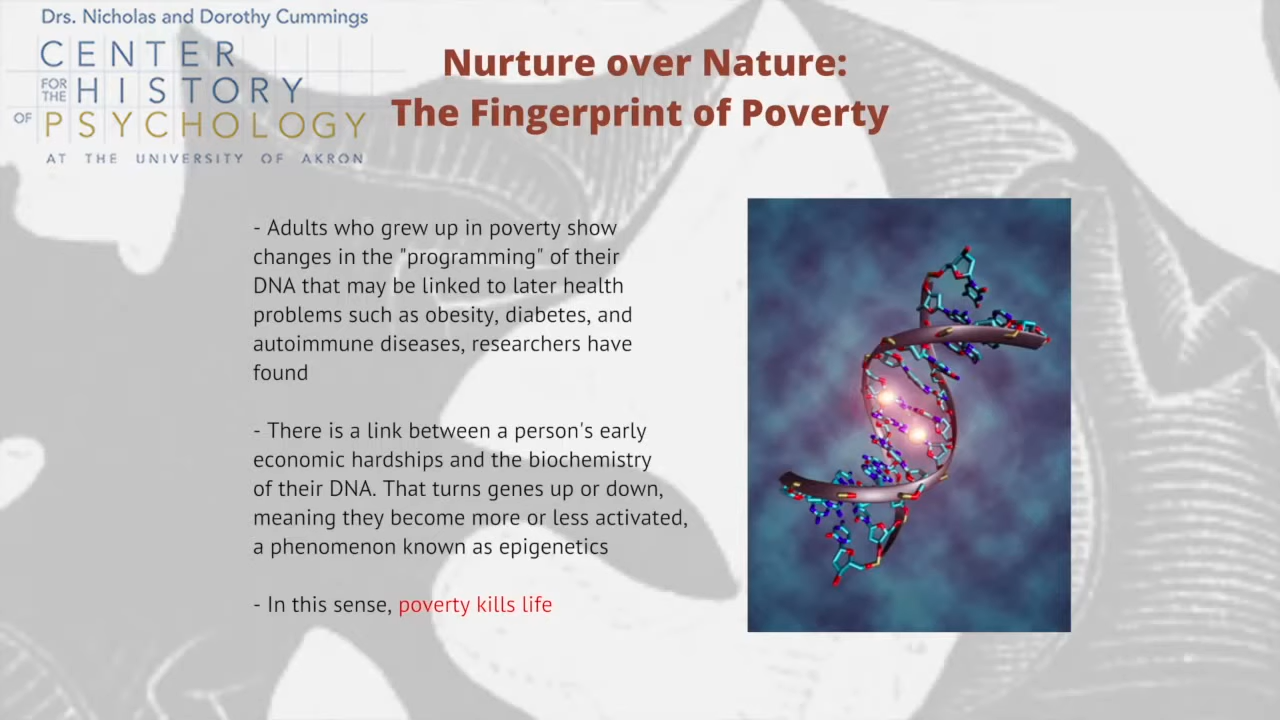 Drs. Nicholas and Dorothy Cummings
CENTER
FOR THE HISTORY
OF PSYCHOLOGY
AT THE UNIVERSITY OF AKRON
Nurture over Nature:
The Fingerprint of Poverty
- Adults who grew up in poverty show
changes in the "programming" of their
DNA that may be linked to later health
problems such as obesity, diabetes, and
autoimmune diseases, researchers have
found
- There is a link between a person's early
economic hardships and the biochemistry
of their DNA. That turns genes up or down,
meaning they become more or less activated,
a phenomenon known as epigenetics
- In this sense, poverty kills life